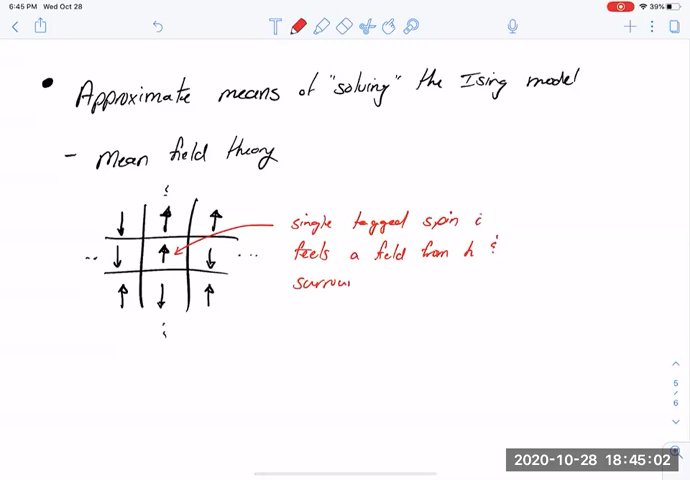 6:45 PM Wed Oct 28
39%
• Approximate means of "solving" the Ising model
- Mean field theory
single tagged spin i
feels a field from h &
surroun
5
/
6
2020-10-28 18:45:02